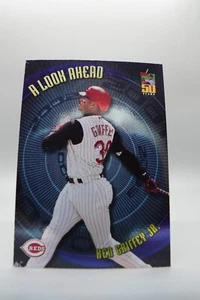 A LOOK AHEAD
50
GRIFFEY
30
REDS
KEN GRIFFEY JR.